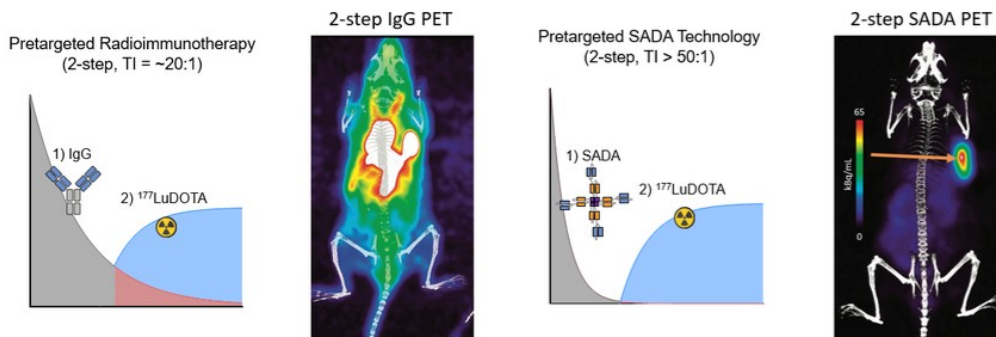 Pretargeted Radioimmunotherapy
(2-step, TI = ~20:1)
1) IgG
2) ¹⁷⁷LuDOTA
2-step IgG PET
Pretargeted SADA Technology
(2-step, TI > 50:1)
1) SADA
2) ¹⁷⁷LuDOTA
2-step SADA PET
65
kBq/mL
0